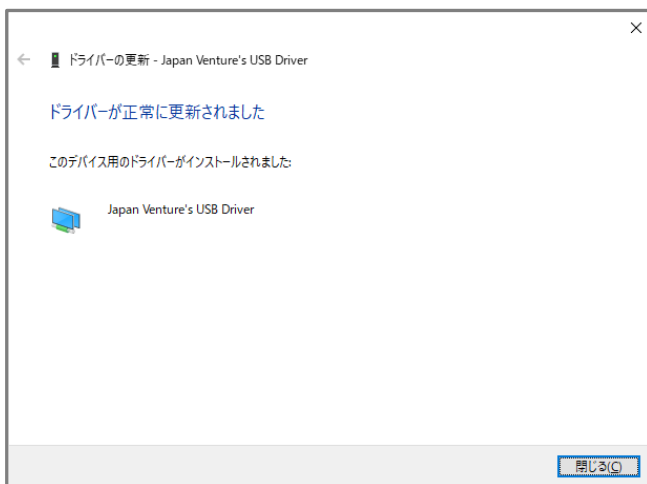 ドライバーの更新 - Japan Venture's USB Driver
ドライバーが正常に更新されました
このデバイス用のドライバーがインストールされました:
Japan Venture's USB Driver
閉じる(C)